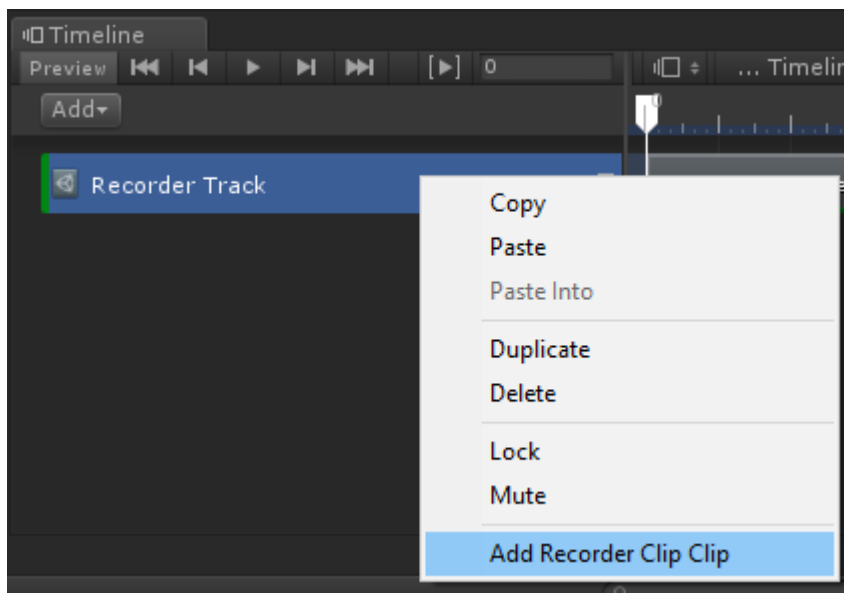 Timeline
Preview 0 ... Timelin
Add
0
Recorder Track
Copy
Paste
Paste Into
Duplicate
Delete
Lock
Mute
Add Recorder Clip Clip